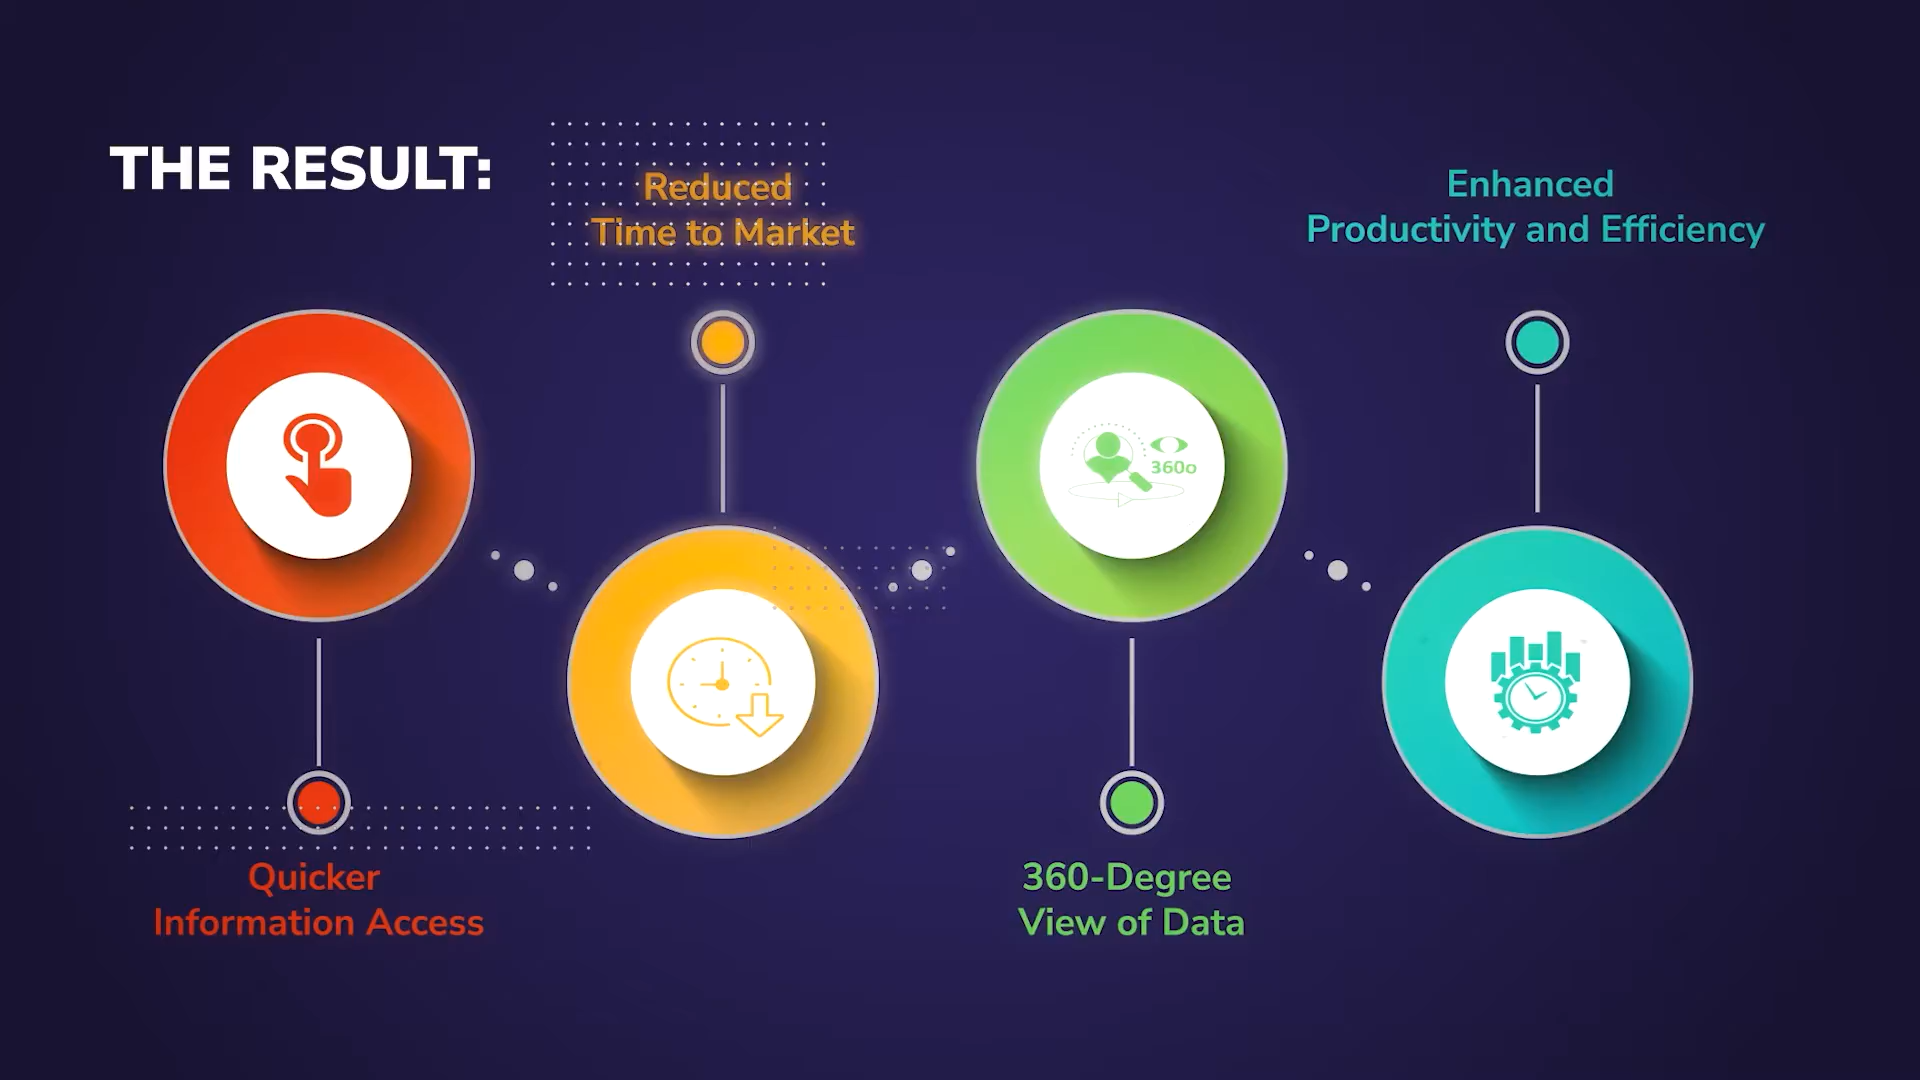 THE RESULT:
Reduced
Time to Market
Enhanced
Productivity and Efficiency
360o
Quicker
Information Access
360-Degree
View of Data